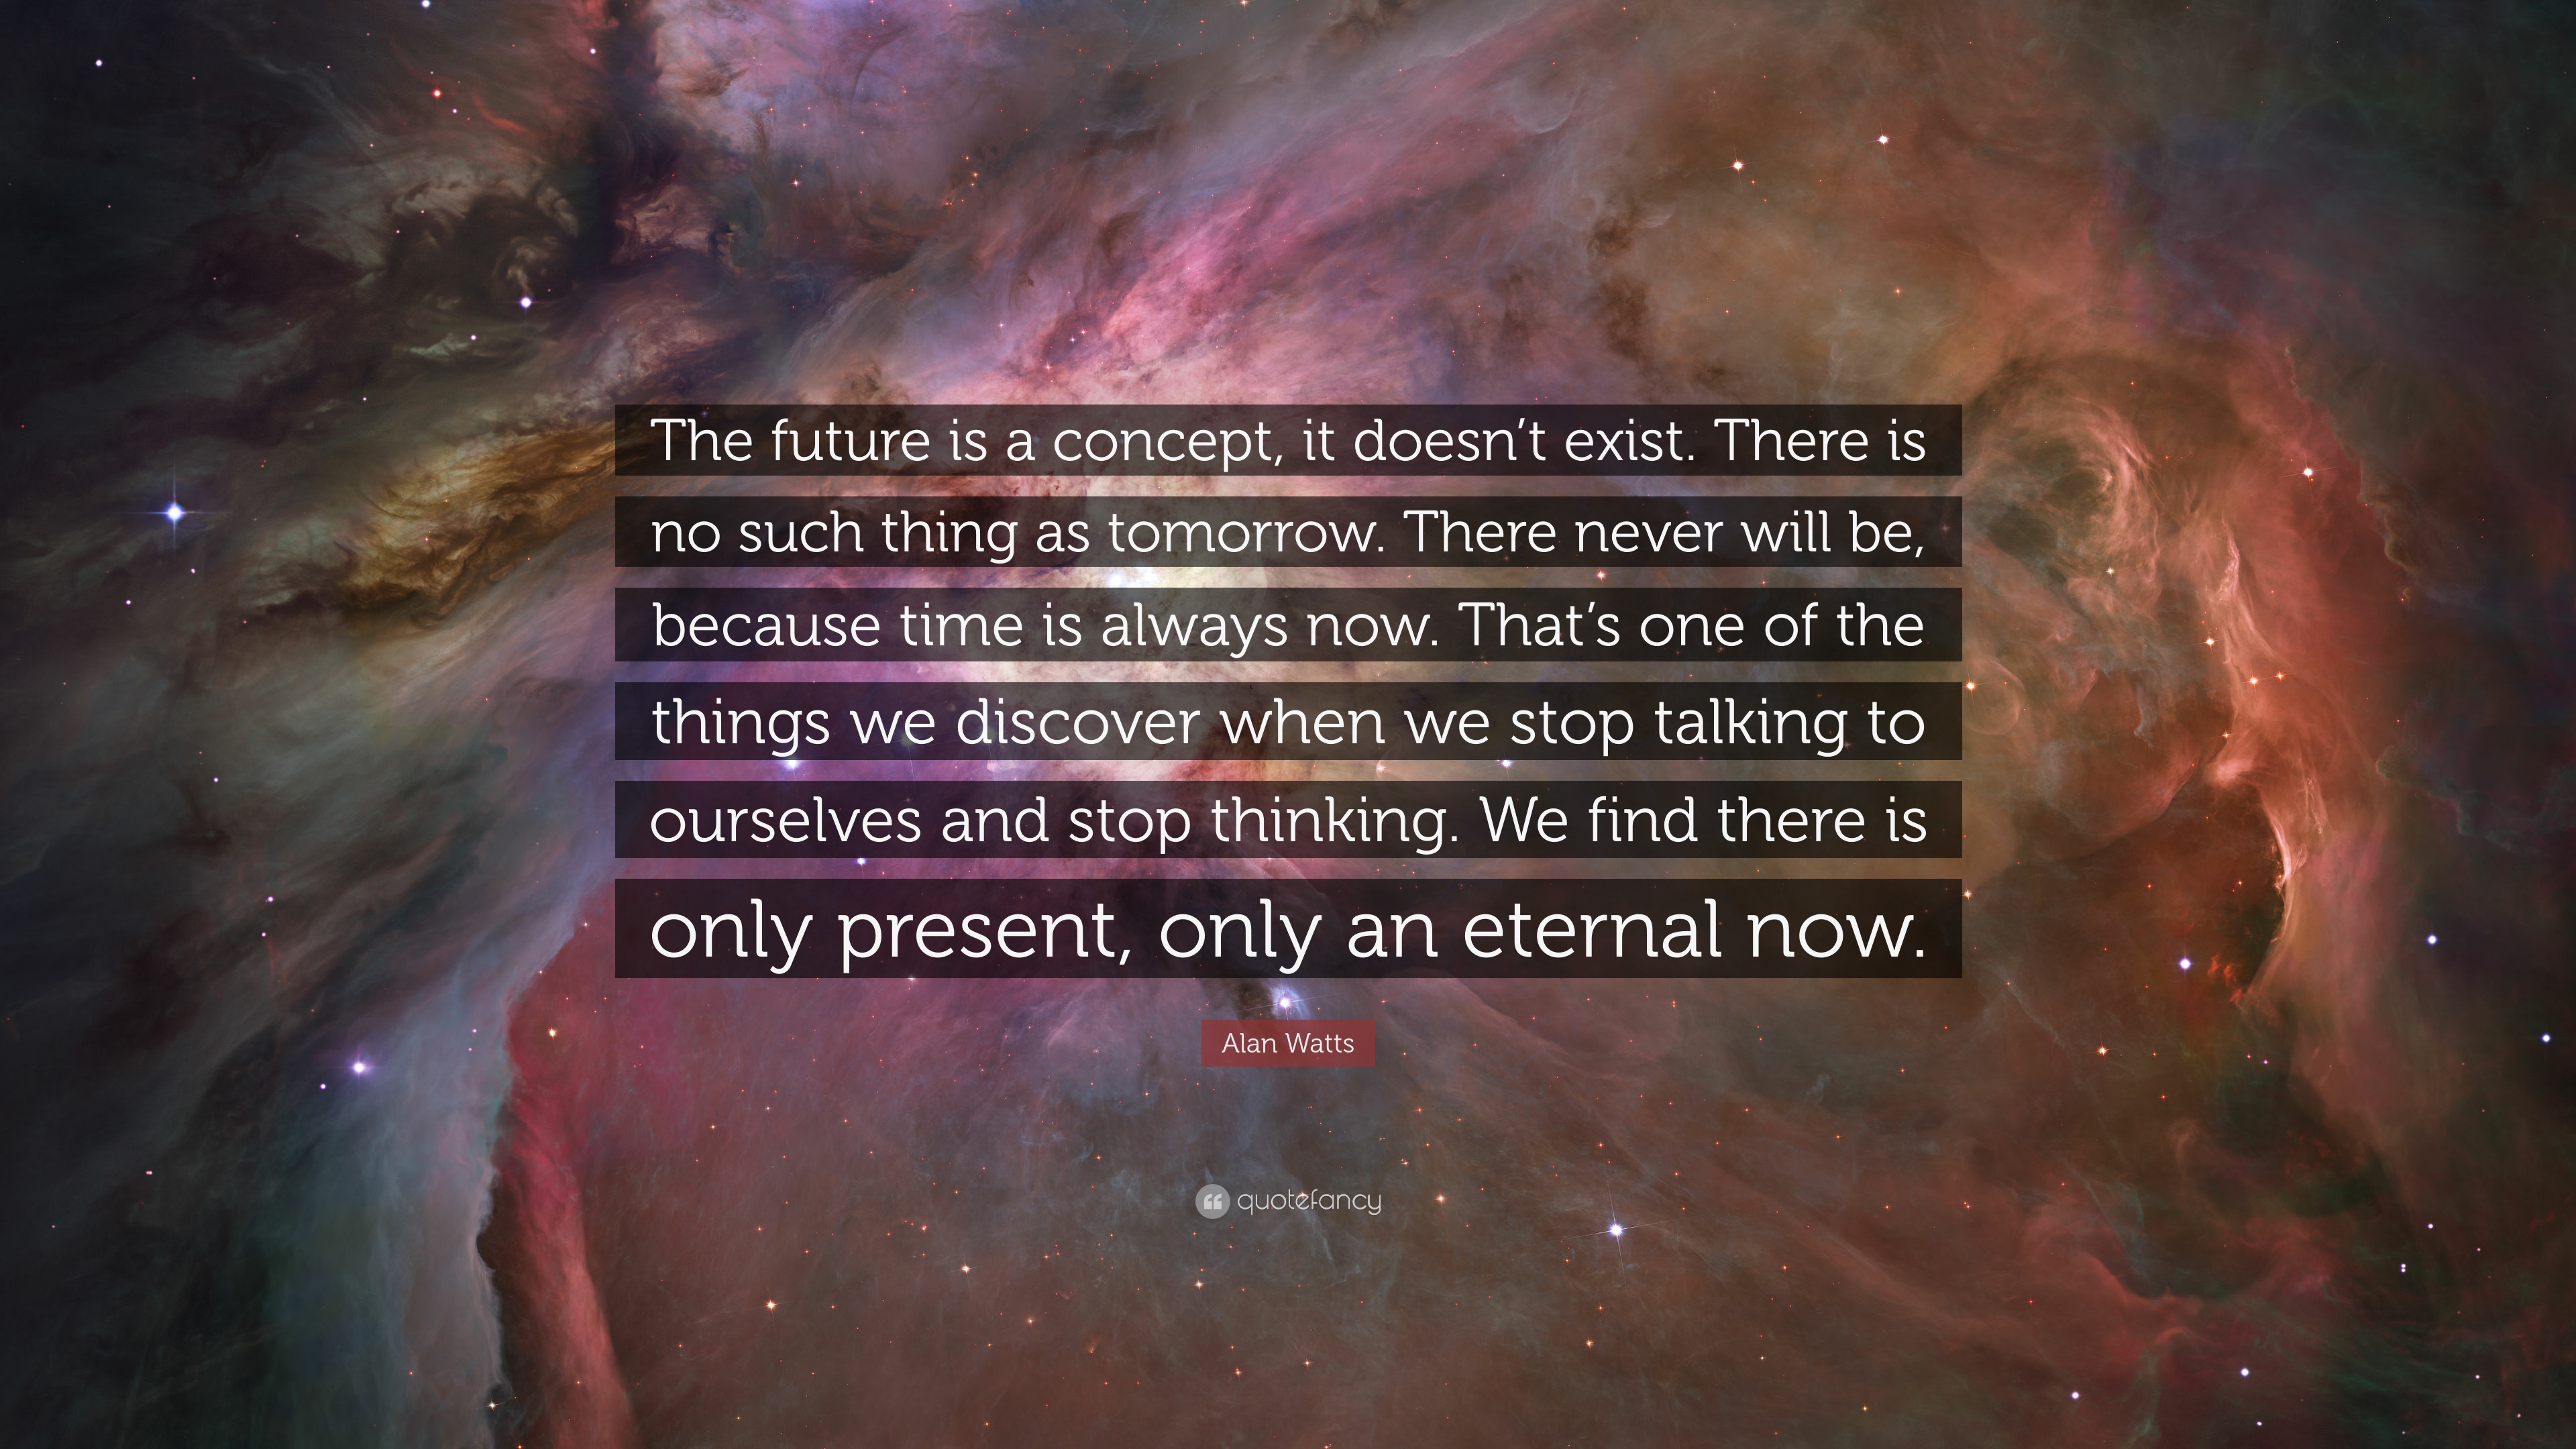 The future is a concept, it doesn’t exist. There is
no such thing as tomorrow. There never will be,
because time is always now. That’s one of the
things we discover when we stop talking to
ourselves and stop thinking. We find there is
only present, only an eternal now.
Alan Watts
quotefancy